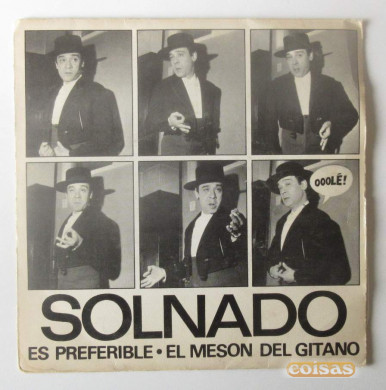 OOOLÉ!
SOLNADO
ES PREFERIBLE • EL MESON DEL GITANO
coisas